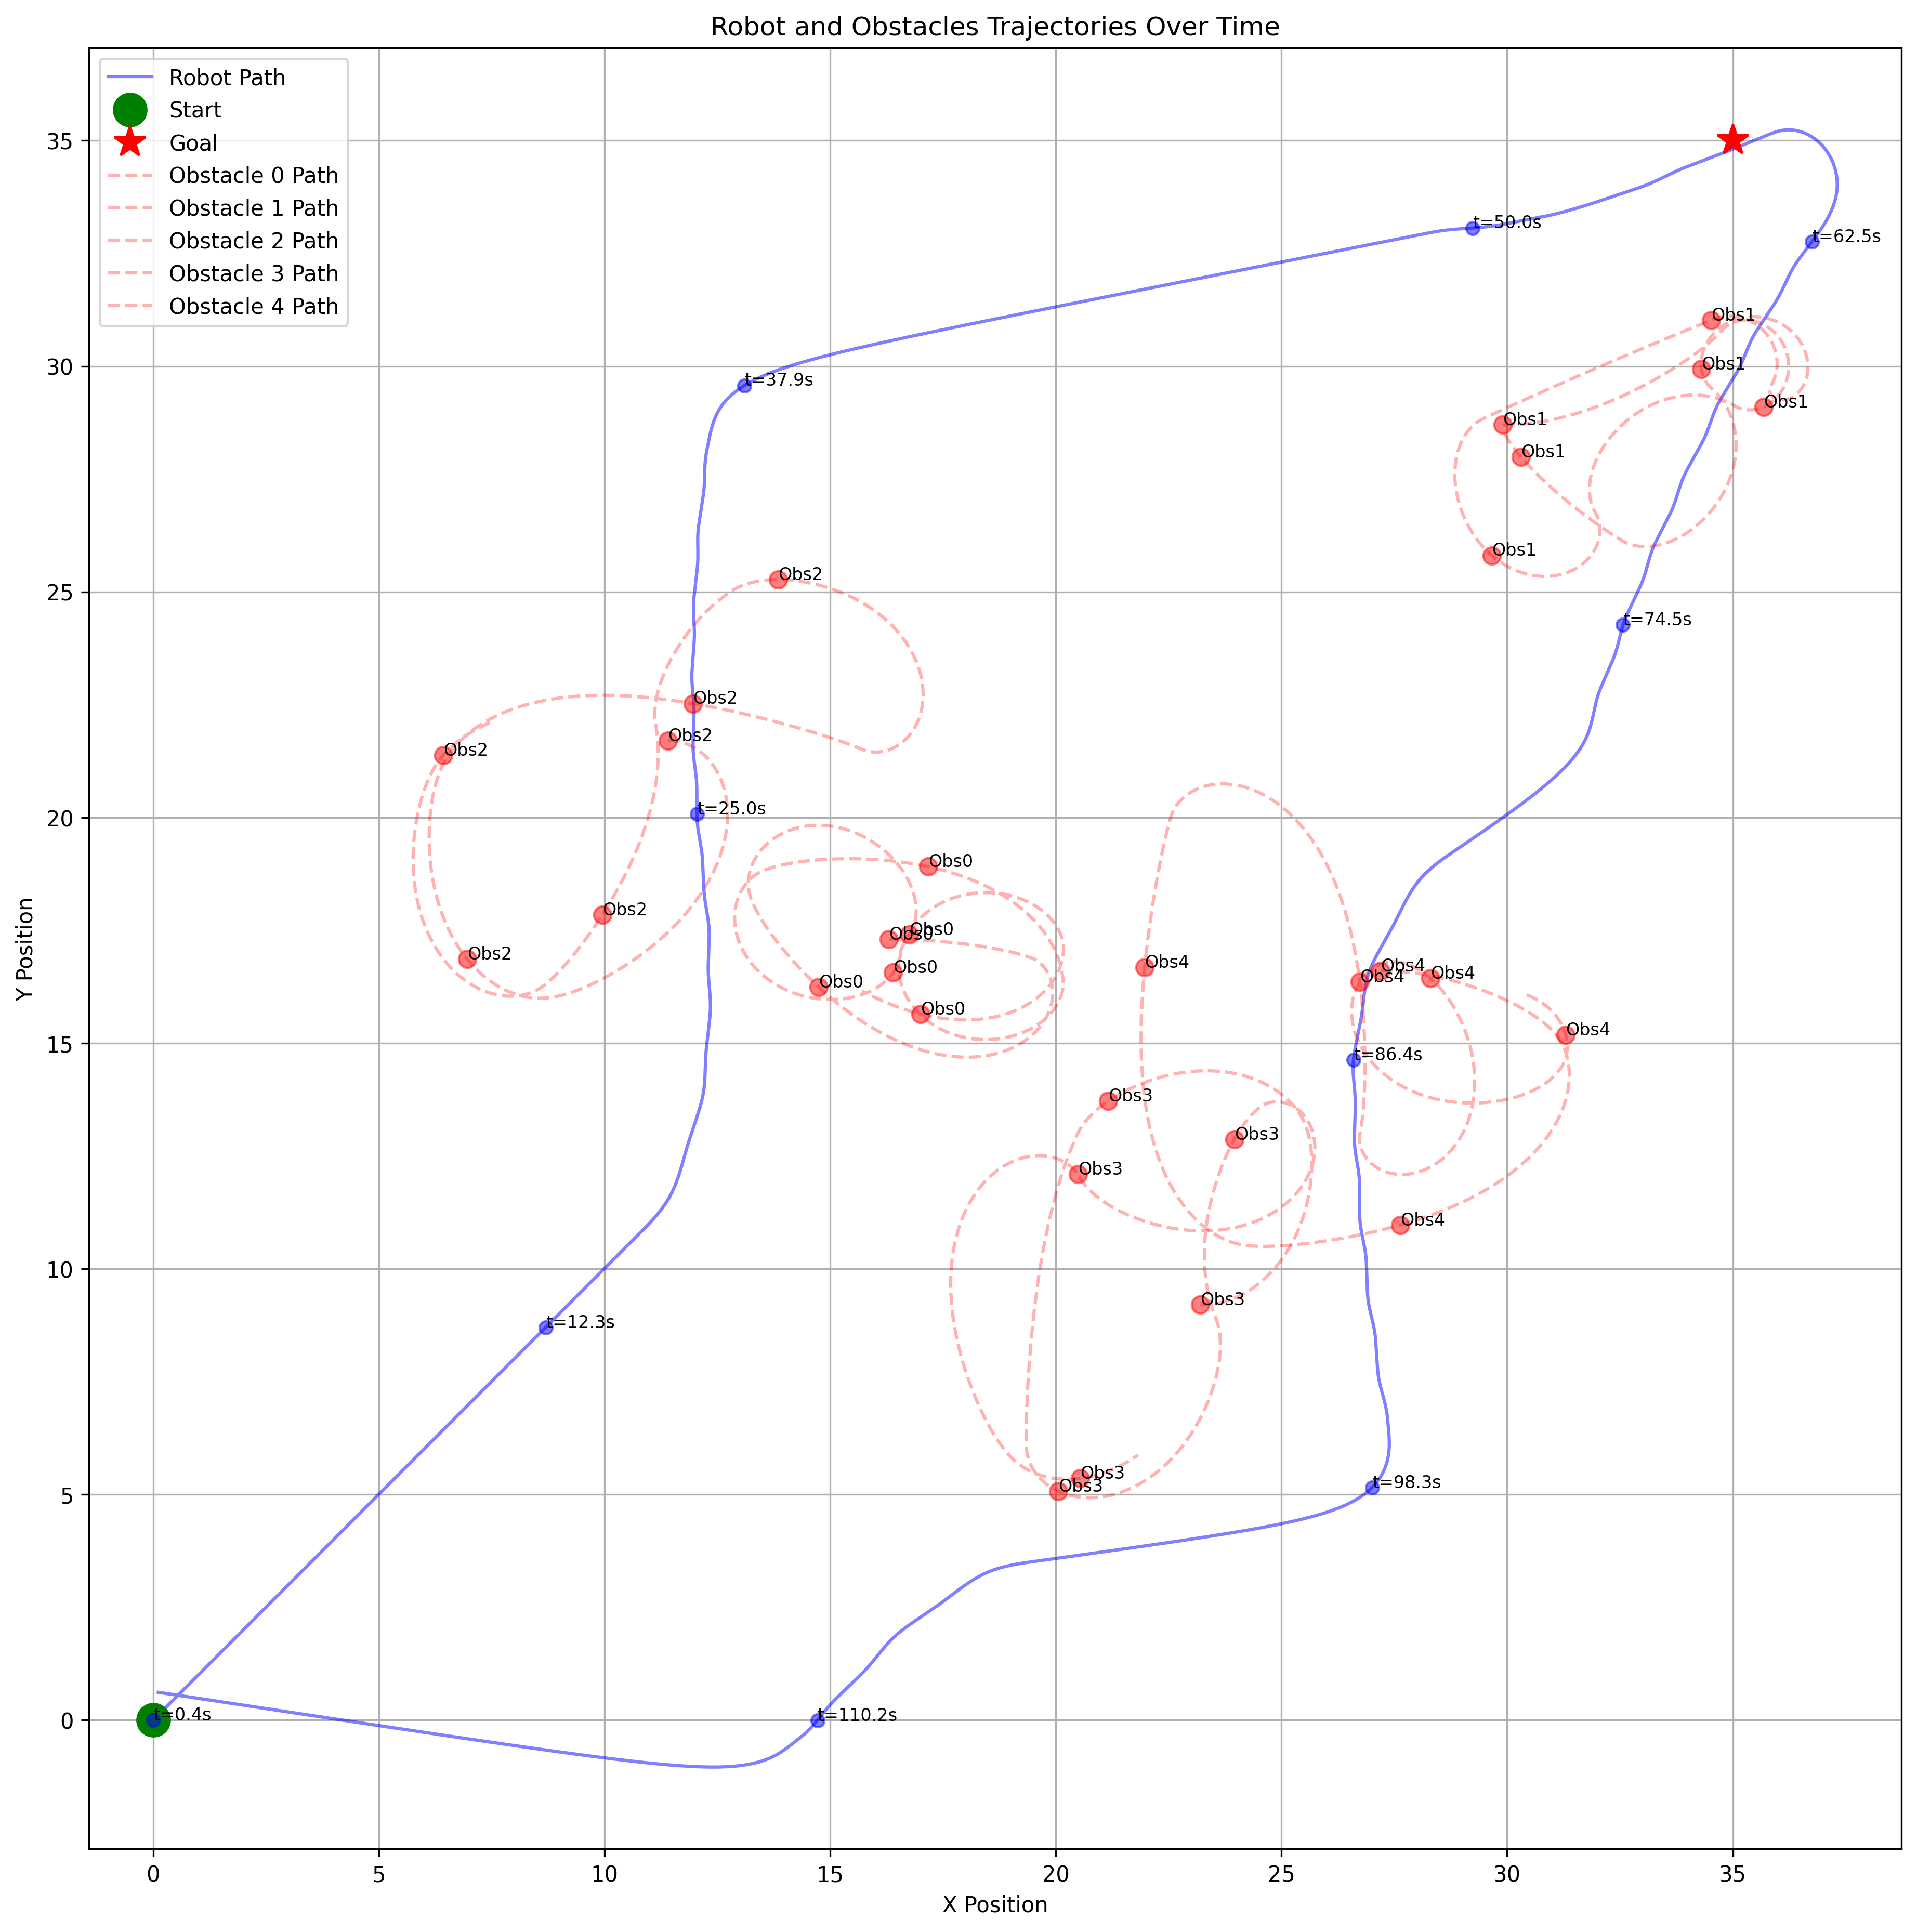 Robot and Obstacles Trajectories Over Time
Robot Path
Start
Goal
Obstacle 0 Path
Obstacle 1 Path
Obstacle 2 Path
Obstacle 3 Path
Obstacle 4 Path
35
30
25
20
15
10
5
0
Y Position
t=50.0s
t=62.5s
Obs1
Obs1
t=37.9s
Obs1
Obs1
Obs1
Obs1
Obs2
t=74.5s
Obs2
Obs2
Obs2
t=25.0s
Obs0
Obs2
Obs0
Obs0
Obs2
Obs4
Obs0
Obs4
Obs4
Obs4
Obs0
Obs0
Obs4
t=86.4s
Obs3
Obs3
Obs3
Obs4
Obs3
t=12.3s
Obs3
Obs3
t=98.3s
t=0.4s
t=110.2s
0
5
10
15
20
25
30
35
X Position